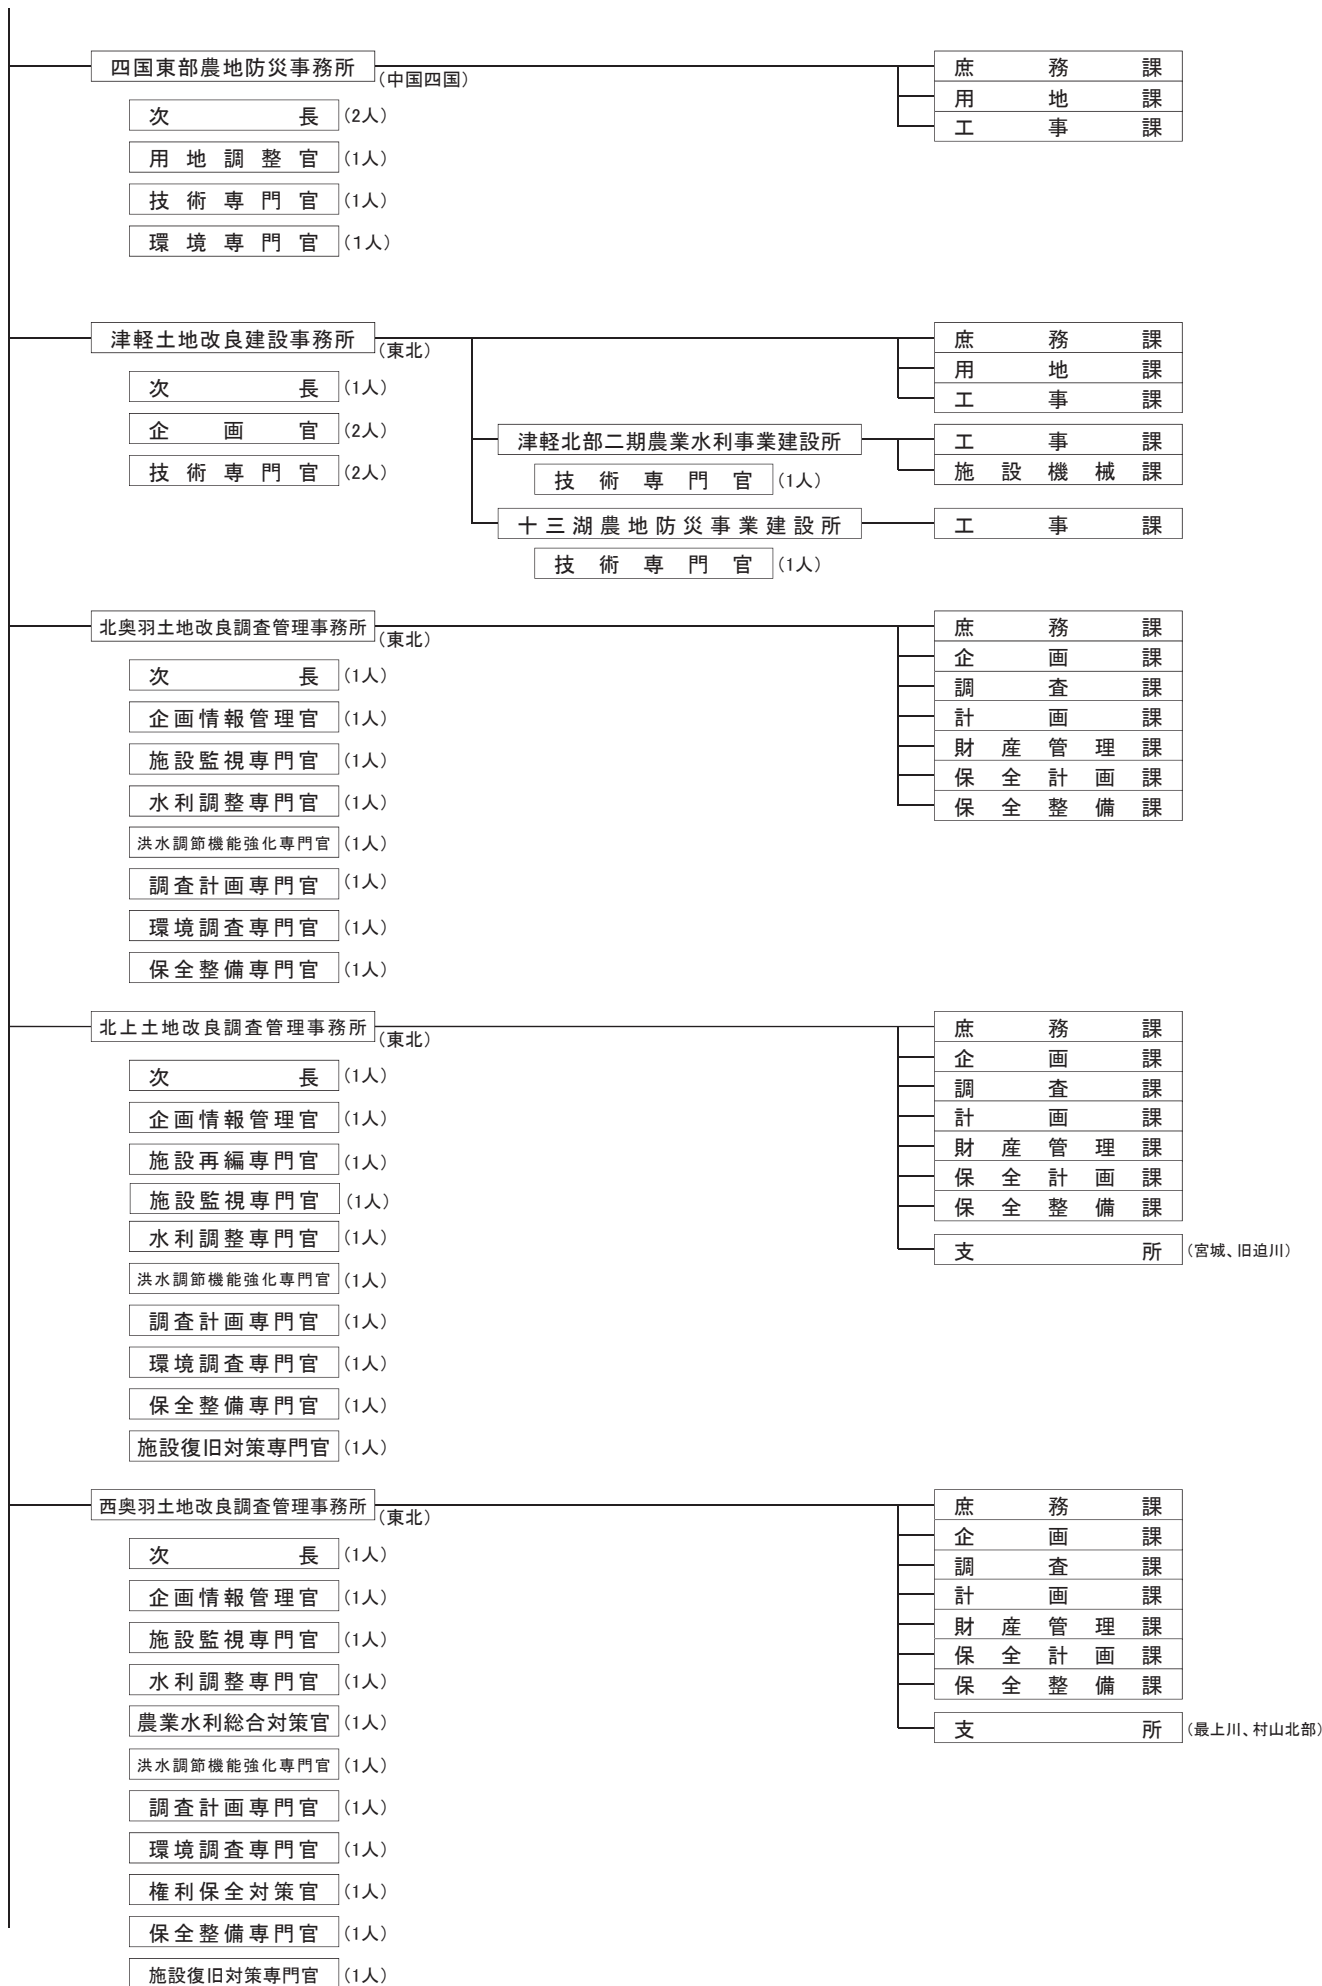 四国東部農地防災事務所 (中国四国)
庶務課
次長 (2人)
用地課
工事課
用地調整官 (1人)
技術専門官 (1人)
環境専門官 (1人)
津軽土地改良建設事務所 (東北)
庶務課
次長 (1人)
用地課
工事課
企画官 (2人)
技術専門官 (2人)
津軽北部二期農業水利事業建設所
工事課
施設機械課
技術専門官 (1人)
十三湖農地防災事業建設所
工事課
技術専門官 (1人)
北奥羽土地改良調査管理事務所 (東北)
次長 (1人)
企画情報管理官 (1人)
施設監視専門官 (1人)
水利調整専門官 (1人)
洪水調節機能強化専門官 (1人)
調査計画専門官 (1人)
環境調査専門官 (1人)
保全整備専門官 (1人)
庶務課
企画課
調査課
計画課
財産管理課
保全計画課
保全整備課
北上土地改良調査管理事務所 (東北)
次長 (1人)
企画情報管理官 (1人)
施設再編専門官 (1人)
施設監視専門官 (1人)
水利調整専門官 (1人)
洪水調節機能強化専門官 (1人)
調査計画専門官 (1人)
環境調査専門官 (1人)
保全整備専門官 (1人)
施設復旧対策専門官 (1人)
庶務課
企画課
調査課
計画課
財産管理課
保全計画課
保全整備課
支所 (宮城、旧迫川)
西奥羽土地改良調査管理事務所 (東北)
次長 (1人)
企画情報管理官 (1人)
施設監視専門官 (1人)
水利調整専門官 (1人)
農業水利総合対策官 (1人)
洪水調節機能強化専門官 (1人)
調査計画専門官 (1人)
環境調査専門官 (1人)
権利保全対策官 (1人)
保全整備専門官 (1人)
施設復旧対策専門官 (1人)
庶務課
企画課
調査課
計画課
財産管理課
保全計画課
保全整備課
支所 (最上川、村山北部)